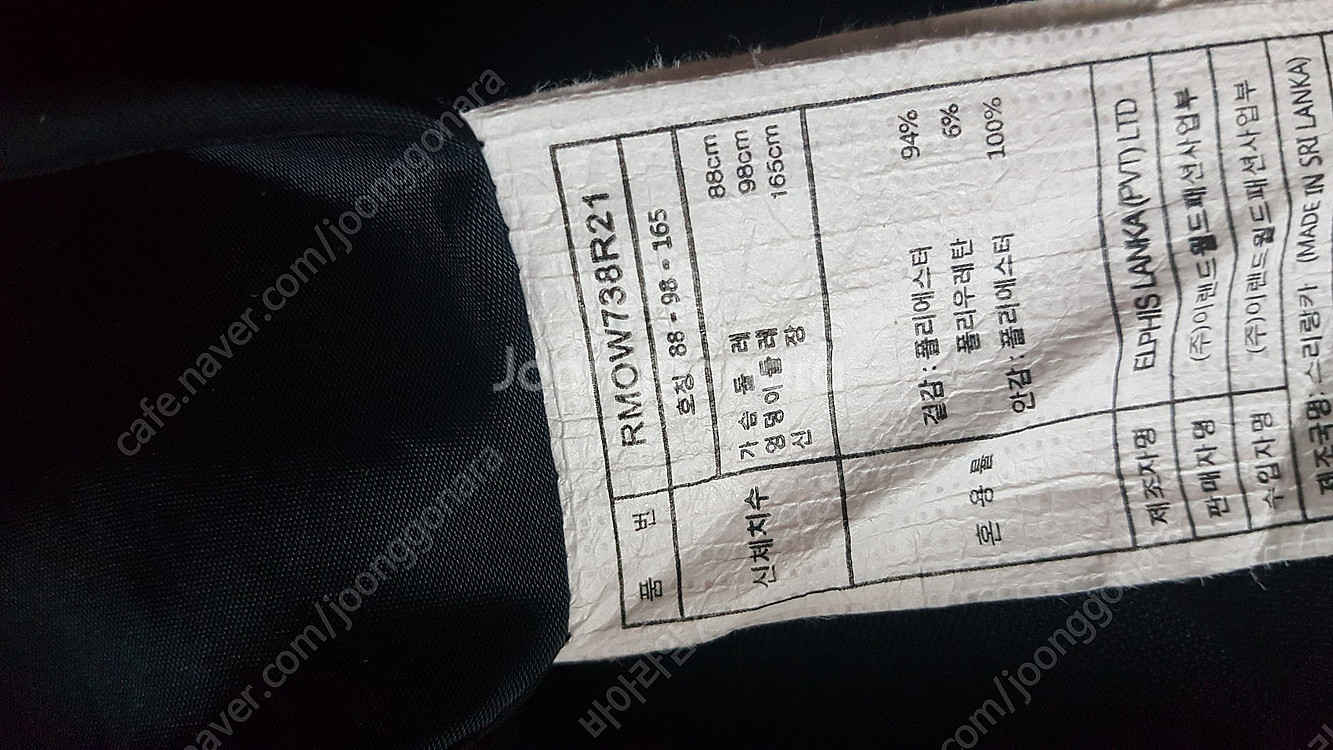 품 번 RMOW738R21
신체치수 호칭 88-98-165
가슴둘레 88cm
엉덩이둘레 98cm
신장 165cm
혼용률 겉감:폴리에스터 94%
폴리우레탄 6%
안감:폴리에스터 100%
제조자명 ELPHIS LANKA(PVT) LTD
판매자명 (주)이랜드월드패션사업부
수입자명 (주)이랜드월드패션사업부
제조국명: 스리랑카 (MADE IN SRI LANKA)
cafe.naver.com/joonggonara
naver.com/joonggonara